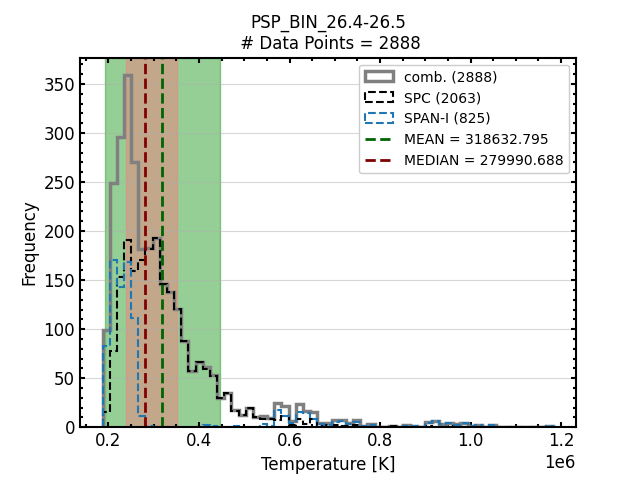 PSP_BIN_26.4-26.5
# Data Points = 2888
comb. (2888)
SPC (2063)
SPAN-I (825)
MEAN = 318632.795
MEDIAN = 279990.688
Frequency
350
300
250
200
150
100
50
0
0.2 0.4 0.6 0.8 1.0 1.2
1e6
Temperature [K]